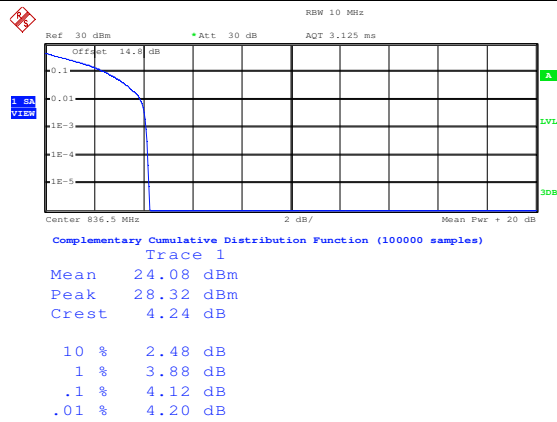 RBW 10 MHz
Ref 30 dBm * Att 30 dB AQT 3.125 ms
Offset 14.8 dB
0.1
A
1 SA
VIEW
0.01
LVL
1E-3
1E-4
1E-5
3DB
Center 836.5 MHz 2 dB/ Mean Pwr + 20 dB
Complementary Cumulative Distribution Function (100000 samples)
Trace 1
Mean 24.08 dBm
Peak 28.32 dBm
Crest 4.24 dB
10 % 2.48 dB
1 % 3.88 dB
.1 % 4.12 dB
.01 % 4.20 dB